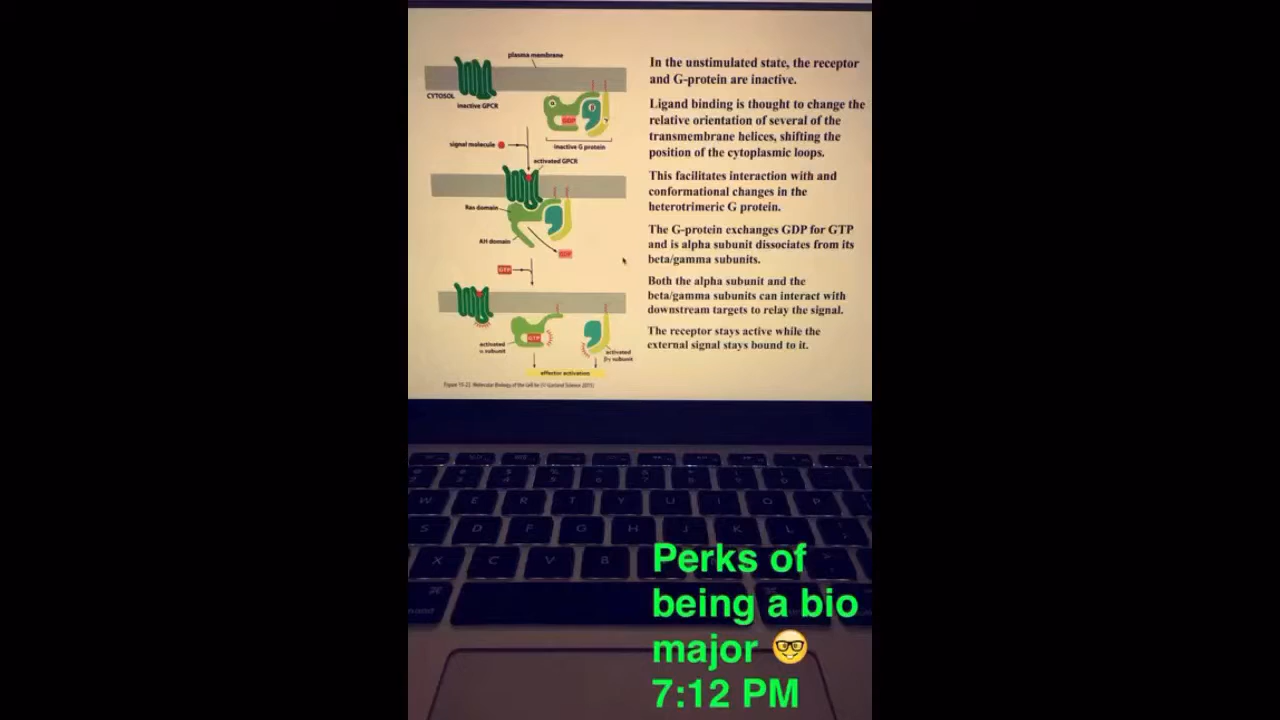 plasma membrane
CYTOSOL
inactive GPCR
GDP
inactive G protein
signal molecule
activated GPCR
Ras domain
AH domain
GDP
GTP
GTP
activated
α subunit
activated
βγ subunit
effector activation
In the unstimulated state, the receptor
and G-protein are inactive.
Ligand binding is thought to change the
relative orientation of several of the
transmembrane helices, shifting the
position of the cytoplasmic loops.
This facilitates interaction with and
conformational changes in the
heterotrimeric G protein.
The G-protein exchanges GDP for GTP
and is alpha subunit dissociates from its
beta/gamma subunits.
Both the alpha subunit and the
beta/gamma subunits can interact with
downstream targets to relay the signal.
The receptor stays active while the
external signal stays bound to it.
W E R T Y U I O P
S D F G H J K L
X C V B
Perks of
being a bio
major 🤓
7:12 PM